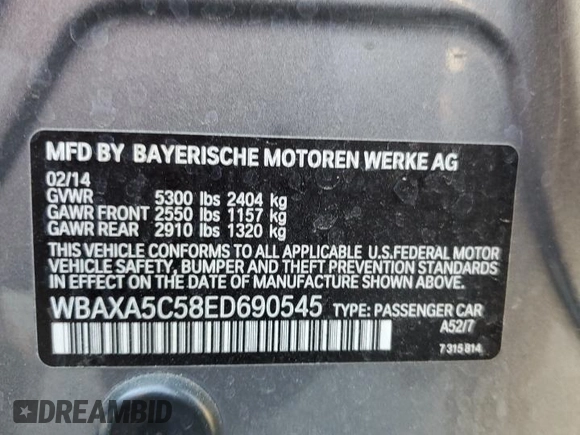 MFD BY BAYERISCHE MOTOREN WERKE AG
02/14
GVWR 5300 lbs 2404 kg
GAWR FRONT 2550 lbs 1157 kg
GAWR REAR 2910 lbs 1320 kg
THIS VEHICLE CONFORMS TO ALL APPLICABLE U.S.FEDERAL MOTOR
VEHICLE SAFETY, BUMPER AND THEFT PREVENTION STANDARDS
IN EFFECT ON THE DATE OF MANUFACTURE SHOWN ABOVE.
WBAXA5C58ED690545 TYPE: PASSENGER CAR
A52/7
7 315 814
DREAMBID